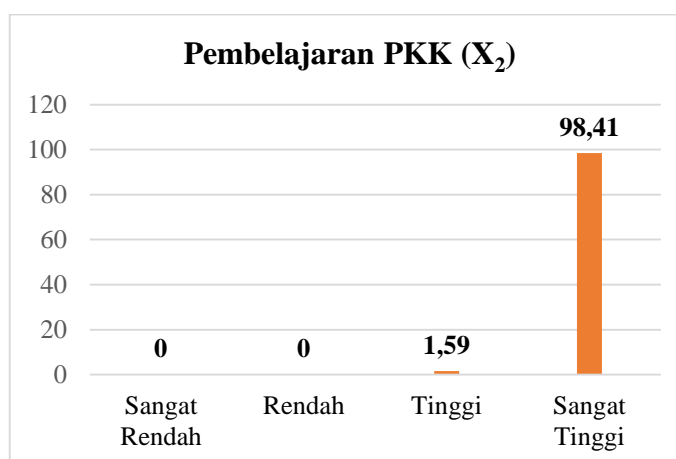 Pembelajaran PKK (X₂)
120
100
80
60
40
20
0
0
0
1,59
98,41
Sangat Rendah
Rendah
Tinggi
Sangat Tinggi